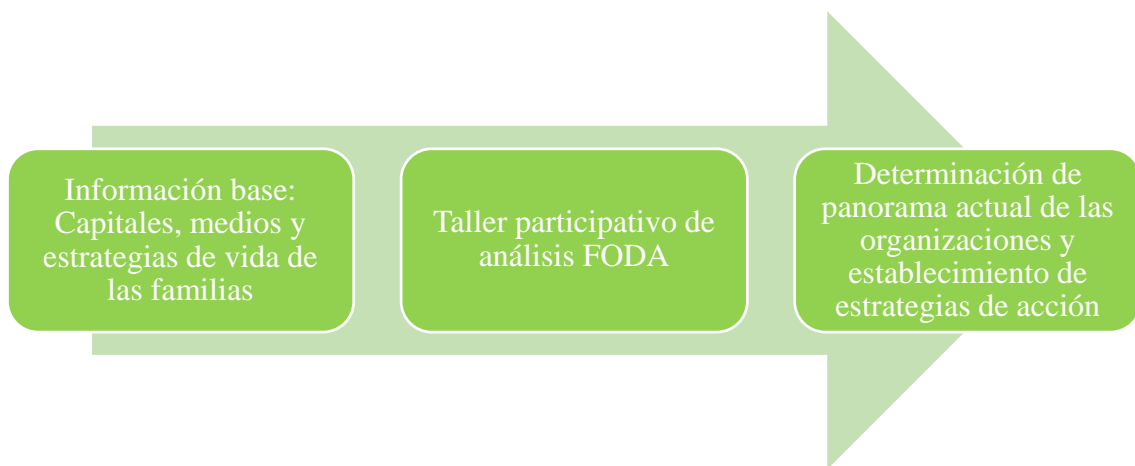 Información base:
Capitales, medios y
estrategias de vida de
las familias
Taller participativo de
análisis FODA
Determinación de
panorama actual de las
organizaciones y
establecimiento de
estrategias de acción